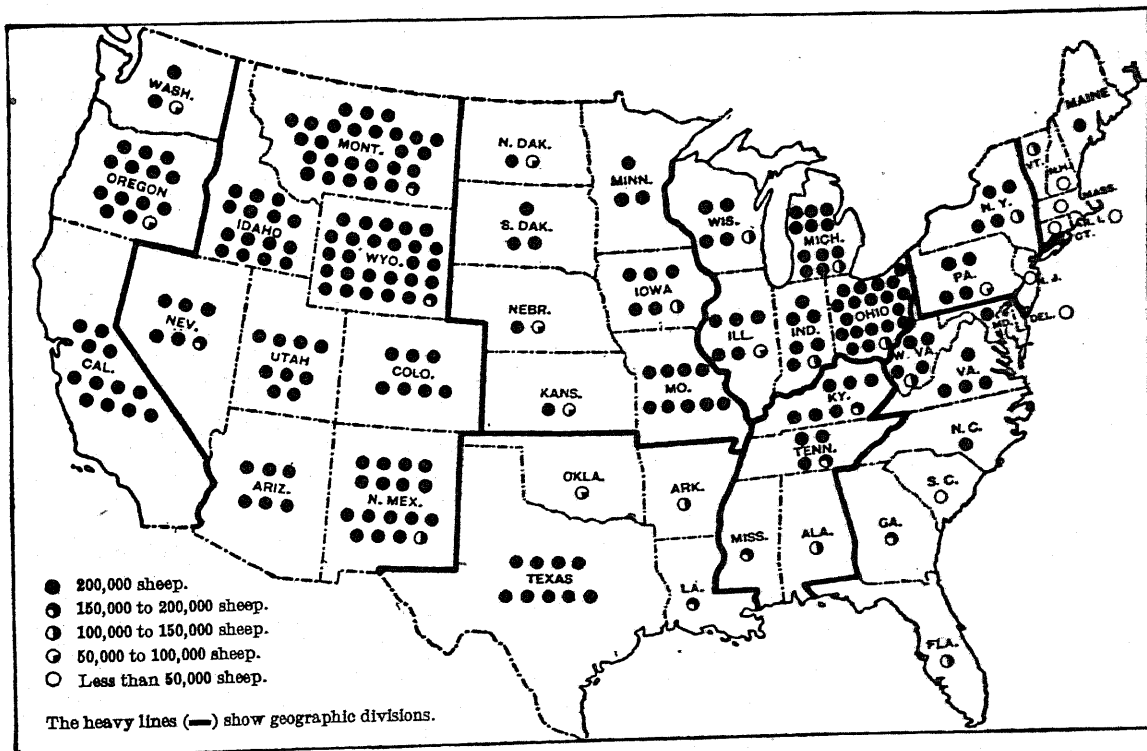 WASH.
MONT.
N. DAK.
MINN.
MAINE
VT.
N.H.
MASS.
R. I.
CT.
OREGON
IDAHO
WYO.
S. DAK.
WIS.
MICH.
N. Y.
NEV.
UTAH
COLO.
NEBR.
IOWA
ILL.
IND.
OHIO
PA.
N. J.
DEL.
MD.
W. VA.
VA.
CAL.
KANS.
MO.
KY.
TENN.
N. C.
S. C.
ARIZ.
N. MEX.
OKLA.
ARK.
MISS.
ALA.
GA.
TEXAS
LA.
FLA.
200,000 sheep.
150,000 to 200,000 sheep.
100,000 to 150,000 sheep.
50,000 to 100,000 sheep.
Less than 50,000 sheep.
The heavy lines (▬) show geographic divisions.